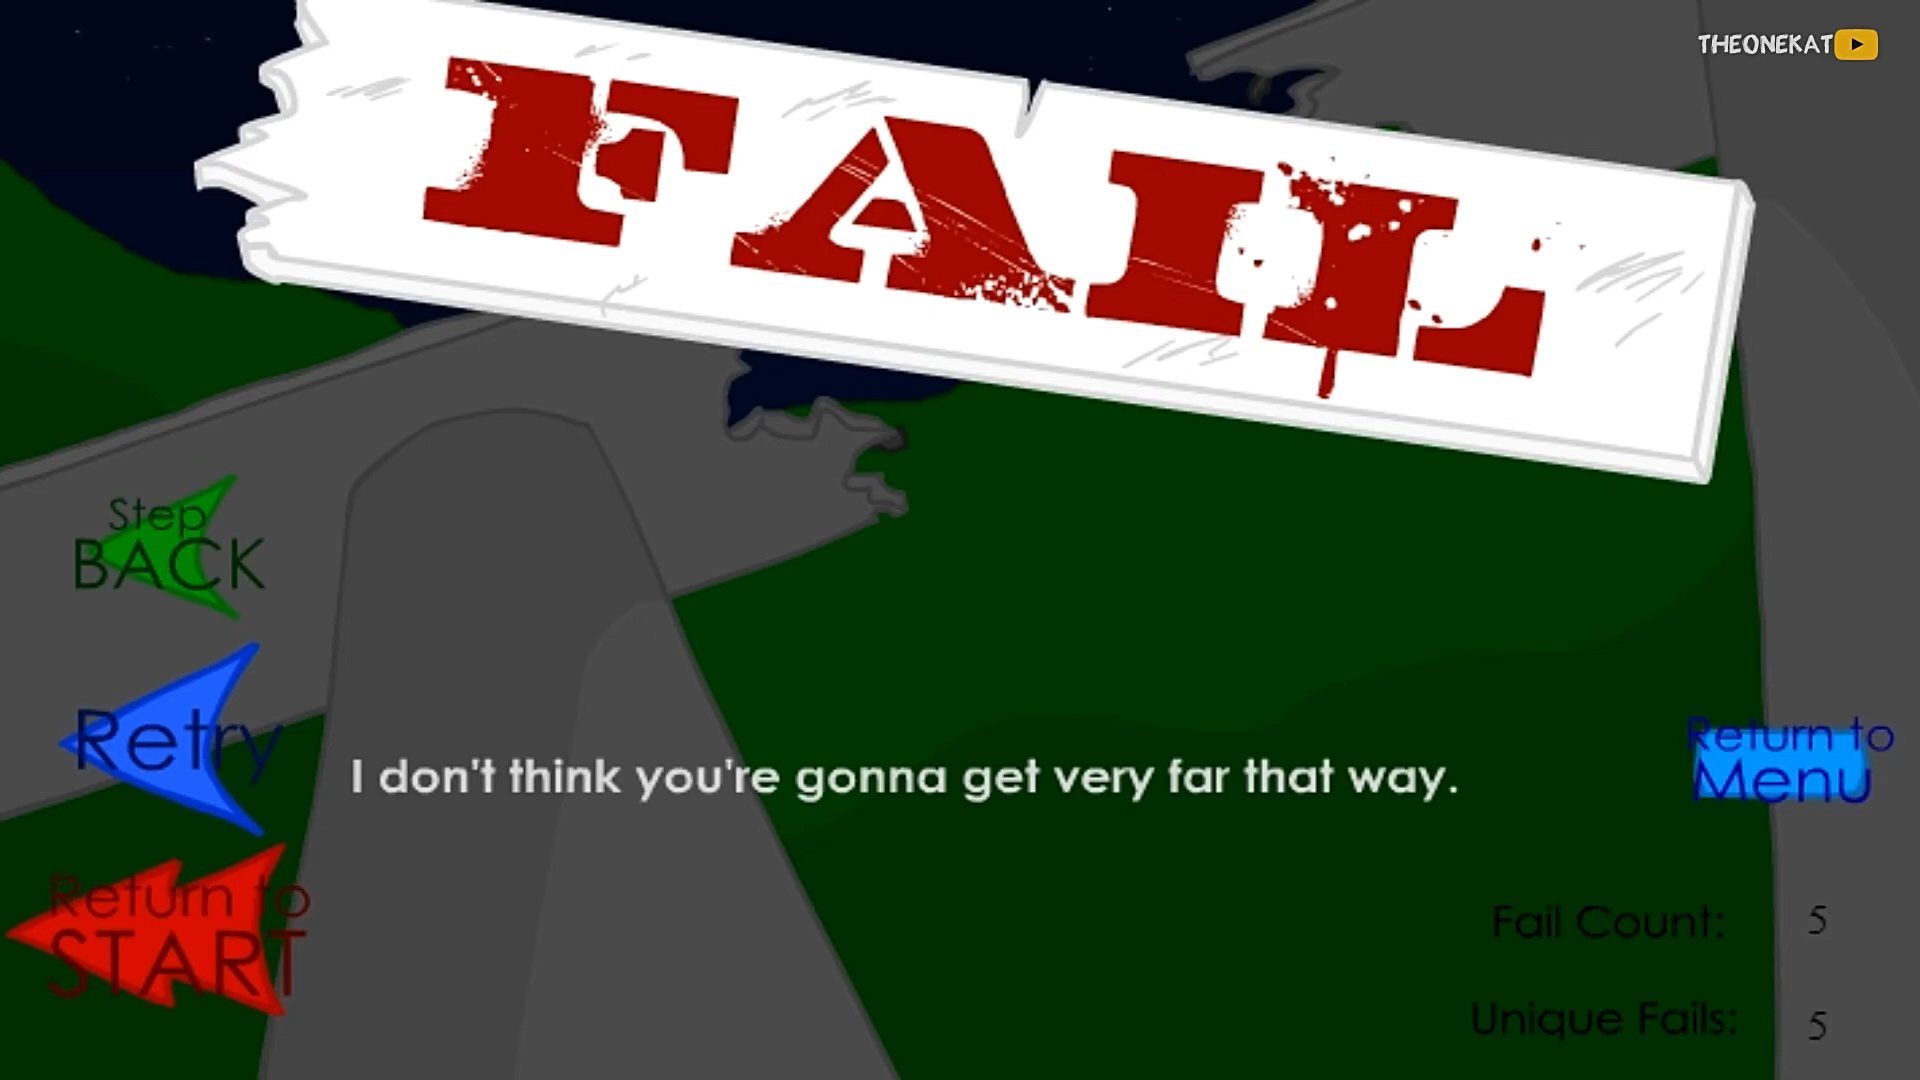 THEONEKAT
FAIL
Step
BACK
Retry
I don't think you're gonna get very far that way.
Return to
Menu
Return to
START
Fail Count: 5
Unique Fails: 5